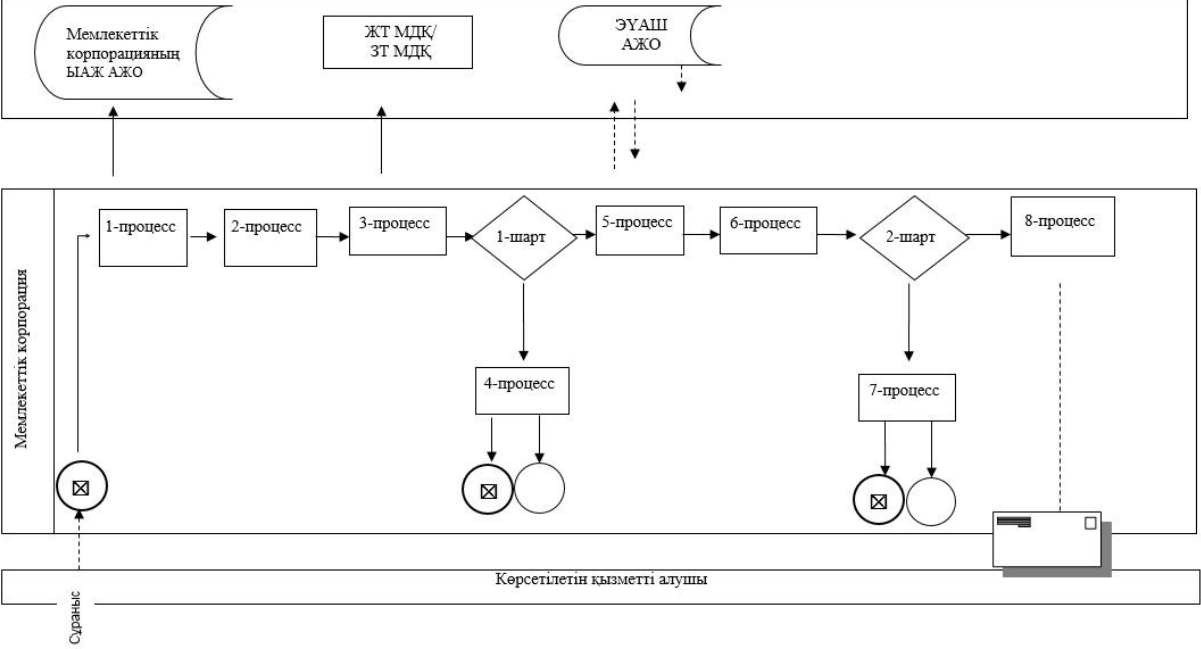 Мемлекеттік
корпорацияның
ЫАЖ АЖО
ЖТ МДҚ/
ЗТ МДҚ
ЭҮАШ
АЖО
Мемлекеттік корпорация
1-процесс
2-процесс
3-процесс
1-шарт
5-процесс
6-процесс
2-шарт
8-процесс
4-процесс
7-процесс
Көрсетілетін қызметті алушы
Сұраныс